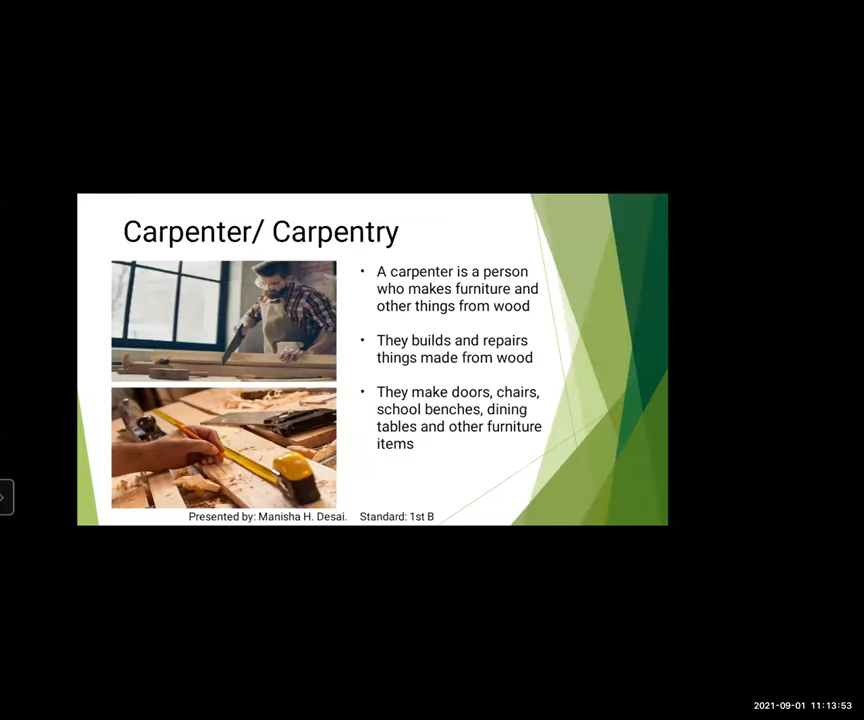 Carpenter/ Carpentry
• A carpenter is a person
who makes furniture and
other things from wood
• They builds and repairs
things made from wood
• They make doors, chairs,
school benches, dining
tables and other furniture
items
Presented by: Manisha H. Desai. Standard: 1st B
2021-09-01 11:13:53